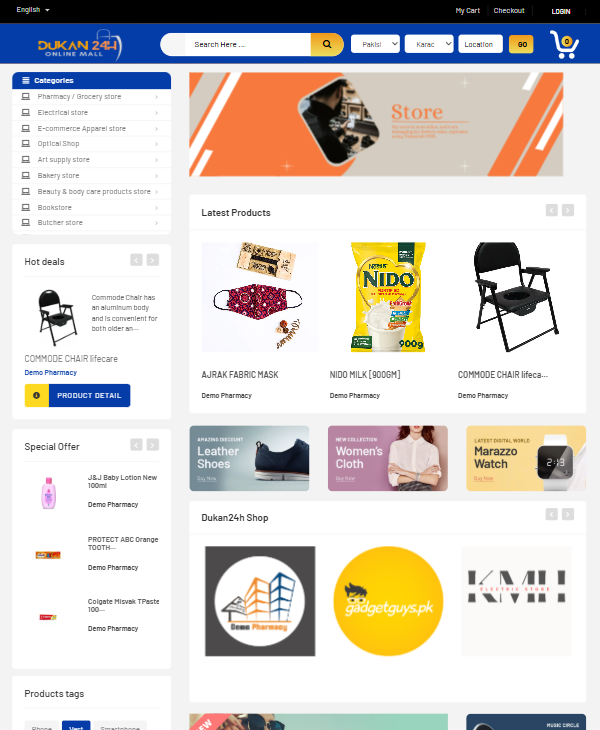 English
My Cart
Checkout
LOGIN
DUKAN 24H
ONLINE MALL
Search Here ...
Pakist
Karac
Location
GO
0
Categories
Pharmacy / Grocery store
Electrical store
E-commerce Apparel store
Optical Shop
Art supply store
Bakery store
Beauty & body care products store
Bookstore
Butcher store
Store
Hot deals
Commode Chair has
an aluminum body
and is convenient for
both older an...
COMMODE CHAIR lifecare
Demo Pharmacy
PRODUCT DETAIL
Special Offer
J&J Baby Lotion New
100ml
Demo Pharmacy
PROTECT ABC Orange
TOOTH...
Demo Pharmacy
Colgate Misvak TPaste
100...
Demo Pharmacy
Products tags
Phone
Vest
Smartphone
Latest Products
NIDO
900g
AJRAK FABRIC MASK
Demo Pharmacy
NIDO MILK [900GM]
Demo Pharmacy
COMMODE CHAIR lifeca...
Demo Pharmacy
AMAZING DISCOUNT
Leather
Shoes
Buy Now
NEW COLLECTION
Women's
Cloth
Buy Now
LATEST DIGITAL WORLD
Marazzo
Watch
Buy Now
2:13
Dukan24h Shop
Demo Pharmacy
gadgetguys.pk
KMH
ELECTRIC STORE
NEW
MUSIC CIRCLE